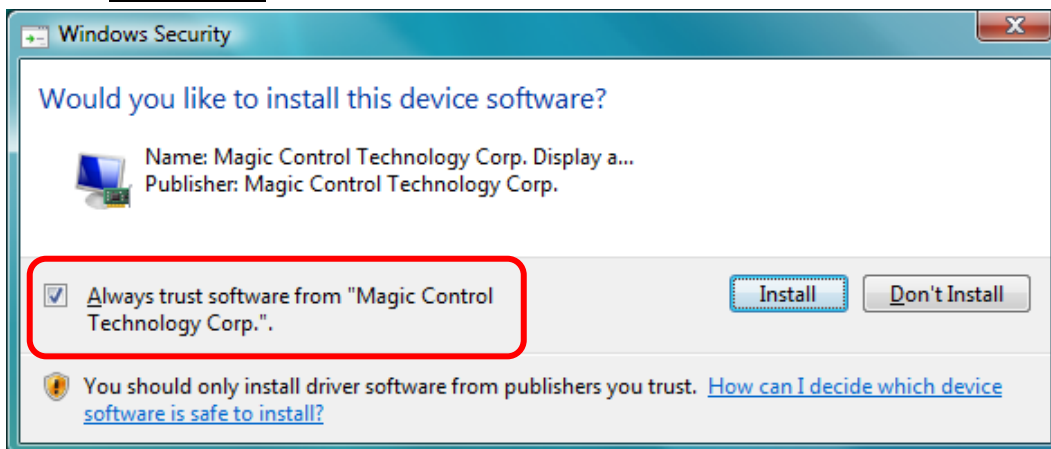 Windows Security
Would you like to install this device software?
Name: Magic Control Technology Corp. Display a...
Publisher: Magic Control Technology Corp.
Always trust software from "Magic Control
Technology Corp.".
Install
Don't Install
You should only install driver software from publishers you trust. How can I decide which device
software is safe to install?